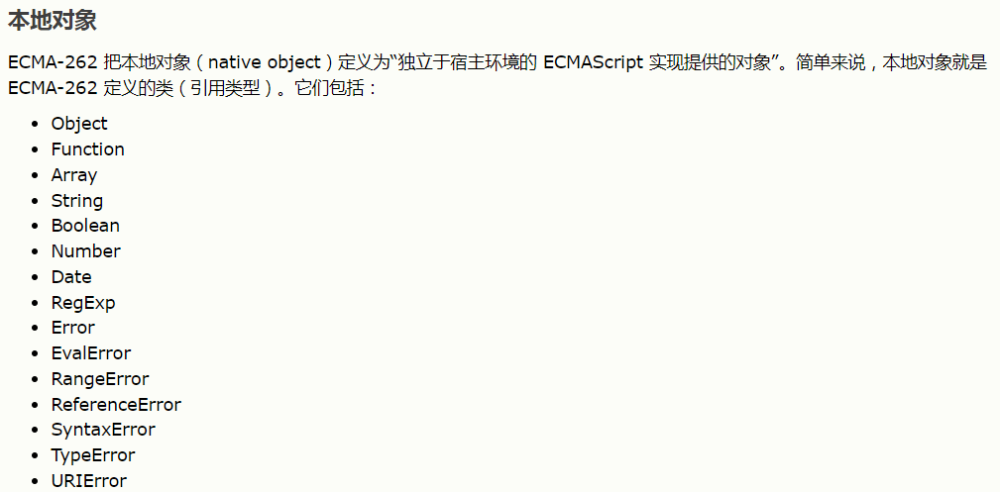 本地对象
ECMA-262 把本地对象（native object）定义为“独立于宿主环境的 ECMAScript 实现提供的对象”。简单来说，本地对象就是
ECMA-262 定义的类（引用类型）。它们包括：
• Object
• Function
• Array
• String
• Boolean
• Number
• Date
• RegExp
• Error
• EvalError
• RangeError
• ReferenceError
• SyntaxError
• TypeError
• URIError